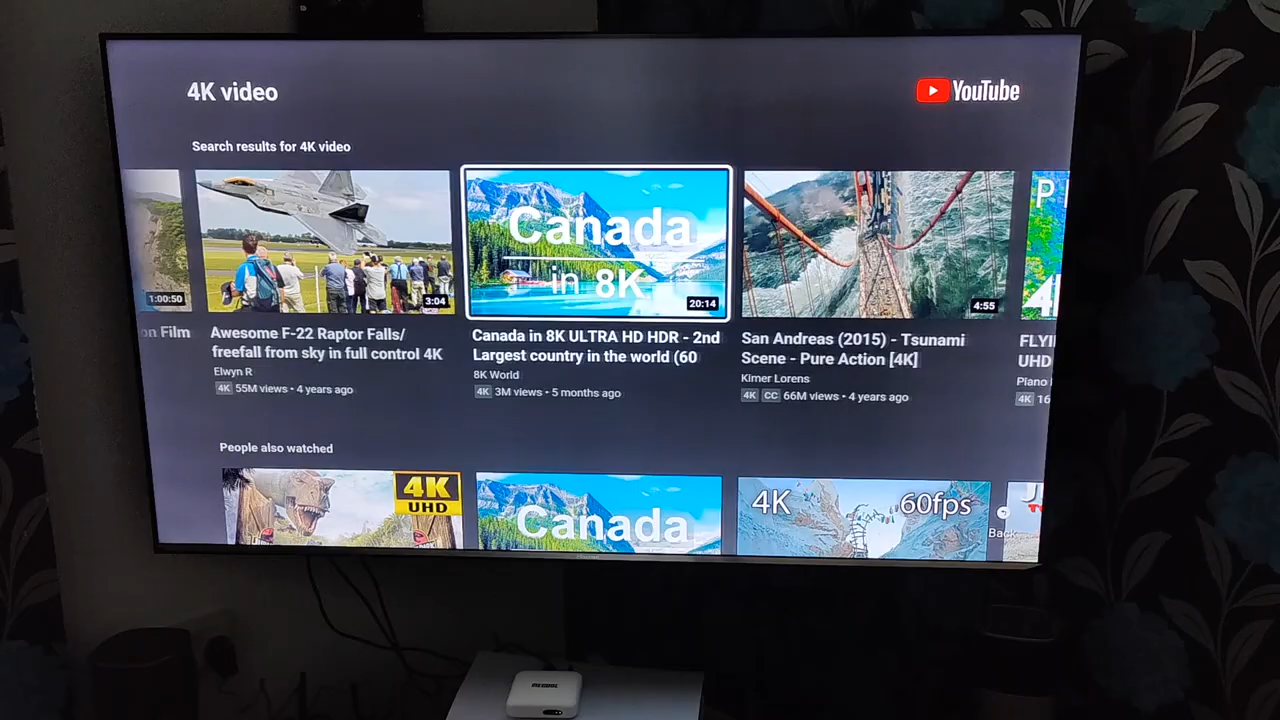 4K video
YouTube
Search results for 4K video
P
Canada
in 8K
1:00:50
3:04
20:14
4:55
on Film
Awesome F-22 Raptor Falls/
freefall from sky in full control 4K
Elwyn R
4K 55M views • 4 years ago
Canada in 8K ULTRA HD HDR - 2nd
Largest country in the world (60
8K World
4K 3M views • 5 months ago
San Andreas (2015) - Tsunami
Scene - Pure Action [4K]
Kimer Lorens
4K CC 66M views • 4 years ago
FLYI
UHD
Piano
4K 16
People also watched
4K
UHD
Canada
4K 60fps
Back
MECOOL